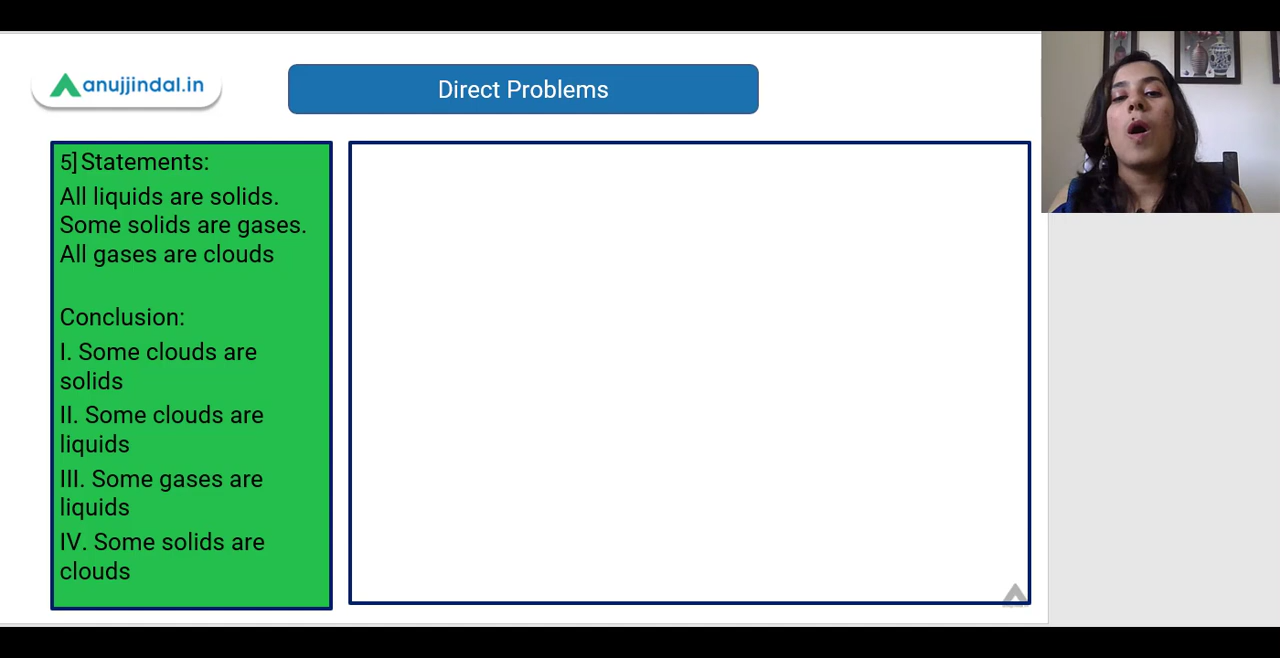 anujjindal.in
Direct Problems
5] Statements:
All liquids are solids.
Some solids are gases.
All gases are clouds
Conclusion:
I. Some clouds are
solids
II. Some clouds are
liquids
III. Some gases are
liquids
IV. Some solids are
clouds